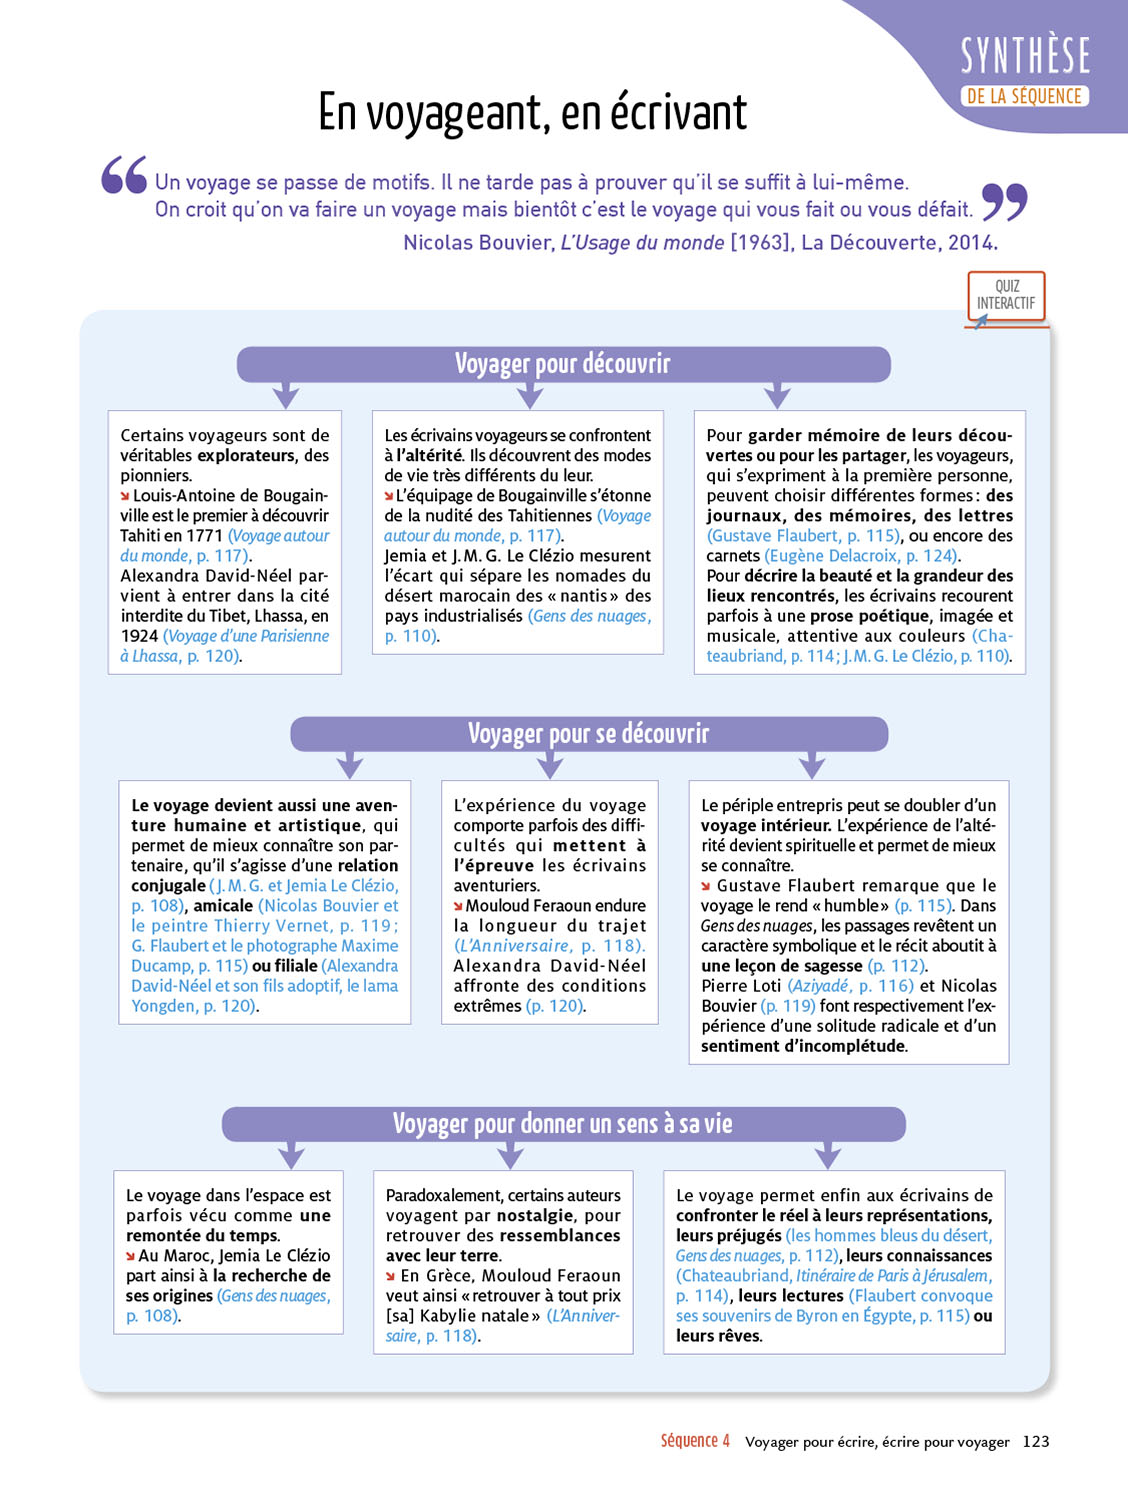 SYNTHÈSE
DE LA SÉQUENCE
En voyageant, en écrivant
“ Un voyage se passe de motifs. Il ne tarde pas à prouver qu’il se suffit à lui-même.
On croit qu’on va faire un voyage mais bientôt c’est le voyage qui vous fait ou vous défait. ”
Nicolas Bouvier, L’Usage du monde [1963], La Découverte, 2014.
QUIZ
INTERACTIF
Voyager pour découvrir
Certains voyageurs sont de
véritables explorateurs, des
pionniers.
➘ Louis-Antoine de Bougain-
ville est le premier à découvrir
Tahiti en 1771 (Voyage autour
du monde, p. 117).
Alexandra David-Néel par-
vient à entrer dans la cité
interdite du Tibet, Lhassa, en
1924 (Voyage d’une Parisienne
à Lhassa, p. 120).
Les écrivains voyageurs se confrontent
à l’altérité. Ils découvrent des modes
de vie très différents du leur.
➘ L’équipage de Bougainville s’étonne
de la nudité des Tahitiennes (Voyage
autour du monde, p. 117).
Jemia et J. M. G. Le Clézio mesurent
l’écart qui sépare les nomades du
désert marocain des « nantis » des
pays industrialisés (Gens des nuages,
p. 110).
Pour garder mémoire de leurs décou-
vertes ou pour les partager, les voyageurs,
qui s’expriment à la première personne,
peuvent choisir différentes formes : des
journaux, des mémoires, des lettres
(Gustave Flaubert, p. 115), ou encore des
carnets (Eugène Delacroix, p. 124).
Pour décrire la beauté et la grandeur des
lieux rencontrés, les écrivains recourent
parfois à une prose poétique, imagée et
musicale, attentive aux couleurs (Cha-
teaubriand, p. 114 ; J. M. G. Le Clézio, p. 110).
Voyager pour se découvrir
Le voyage devient aussi une aven-
ture humaine et artistique, qui
permet de mieux connaître son par-
tenaire, qu’il s’agisse d’une relation
conjugale (J. M. G. et Jemia Le Clézio,
p. 108), amicale (Nicolas Bouvier et
le peintre Thierry Vernet, p. 119 ;
G. Flaubert et le photographe Maxime
Ducamp, p. 115) ou filiale (Alexandra
David-Néel et son fils adoptif, le lama
Yongden, p. 120).
L’expérience du voyage
comporte parfois des diffi-
cultés qui mettent à
l’épreuve les écrivains
aventuriers.
➘ Mouloud Feraoun endure
la longueur du trajet
(L’Anniversaire, p. 118).
Alexandra David-Néel
affronte des conditions
extrêmes (p. 120).
Le périple entrepris peut se doubler d’un
voyage intérieur. L’expérience de l’alté-
rité devient spirituelle et permet de mieux
se connaître.
➘ Gustave Flaubert remarque que le
voyage le rend « humble » (p. 115). Dans
Gens des nuages, les passages revêtent un
caractère symbolique et le récit aboutit à
une leçon de sagesse (p. 112).
Pierre Loti (Aziyadé, p. 116) et Nicolas
Bouvier (p. 119) font respectivement l’ex-
périence d’une solitude radicale et d’un
sentiment d’incomplétude.
Voyager pour donner un sens à sa vie
Le voyage dans l’espace est
parfois vécu comme une
remontée du temps.
➘ Au Maroc, Jemia Le Clézio
part ainsi à la recherche de
ses origines (Gens des nuages,
p. 108).
Paradoxalement, certains auteurs
voyagent par nostalgie, pour
retrouver des ressemblances
avec leur terre.
➘ En Grèce, Mouloud Feraoun
veut ainsi « retrouver à tout prix
[sa] Kabylie natale » (L’Anniver-
saire, p. 118).
Le voyage permet enfin aux écrivains de
confronter le réel à leurs représentations,
leurs préjugés (les hommes bleus du désert,
Gens des nuages, p. 112), leurs connaissances
(Chateaubriand, Itinéraire de Paris à Jérusalem,
p. 114), leurs lectures (Flaubert convoque
ses souvenirs de Byron en Égypte, p. 115) ou
leurs rêves.
Séquence 4 Voyager pour écrire, écrire pour voyager 123